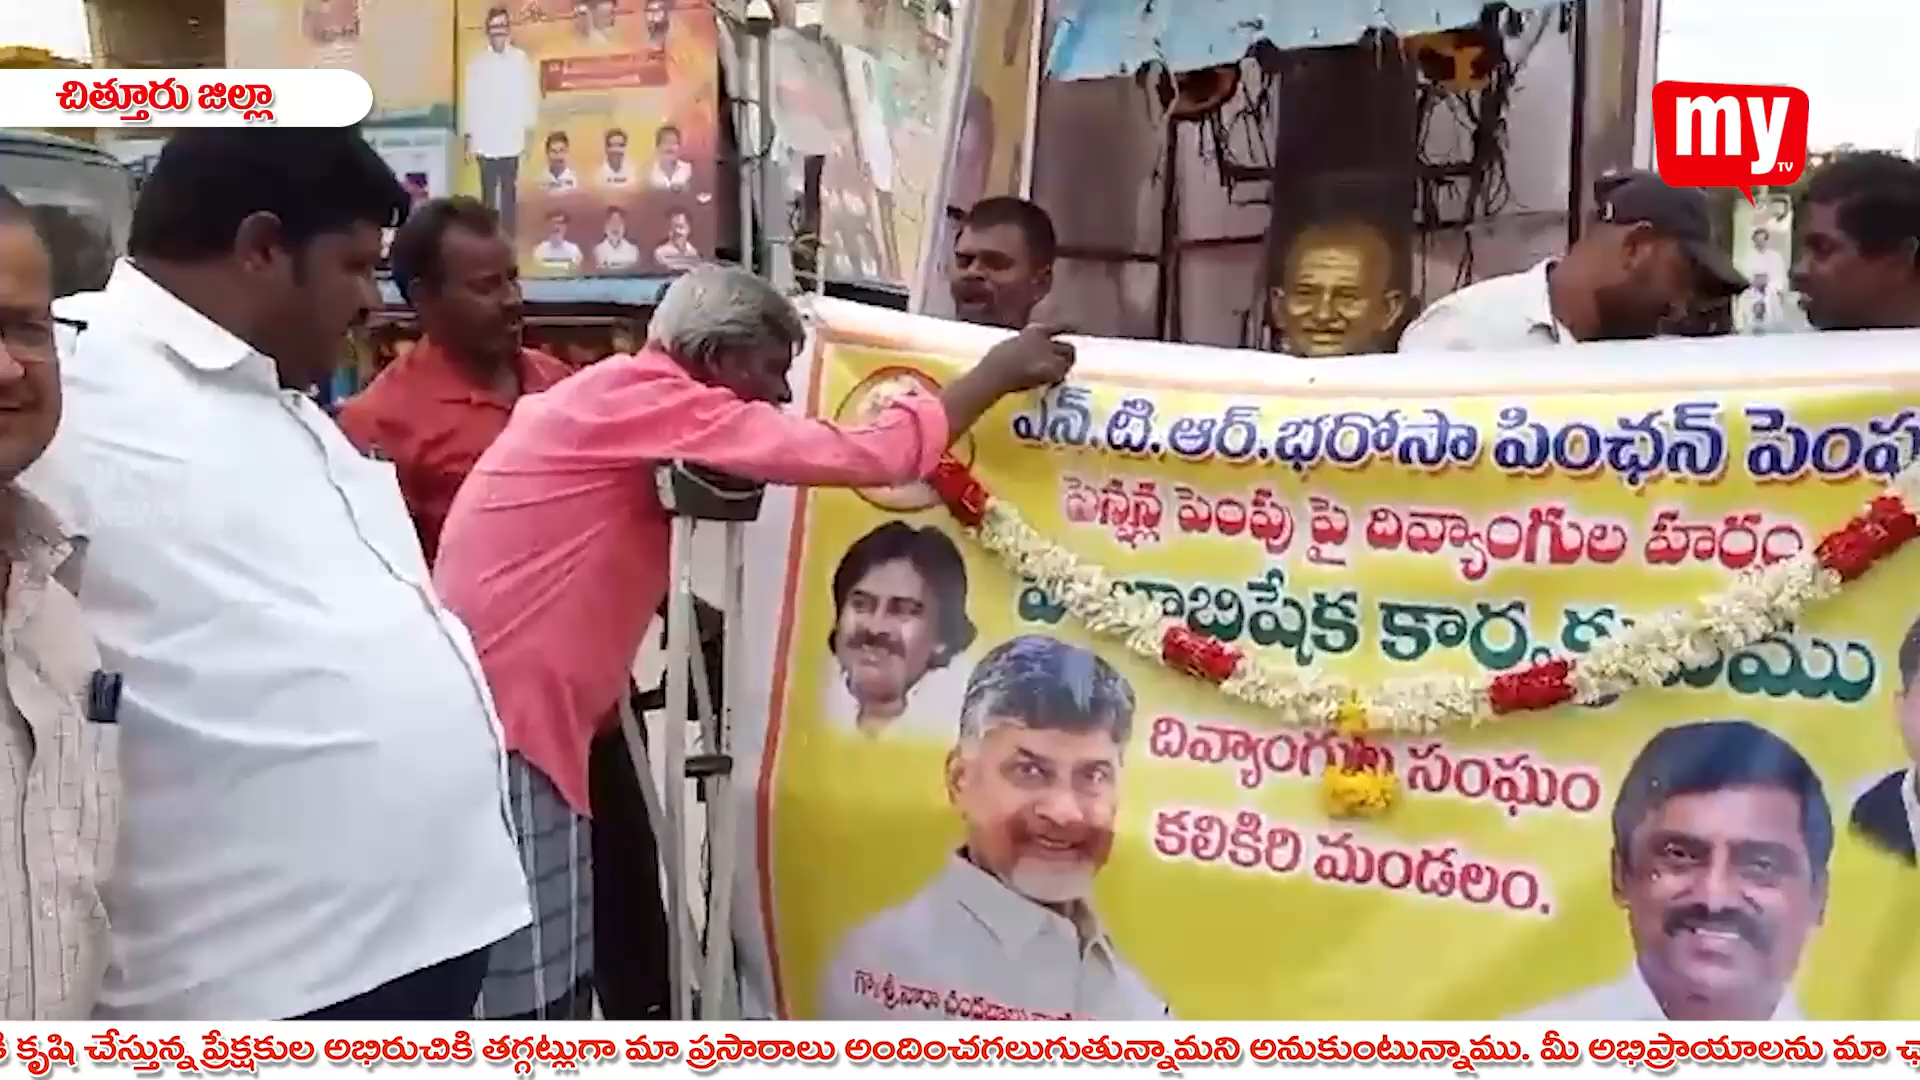 చిత్తూరు జిల్లా
my
TV
ఎన్.టి.ఆర్.భరోసా పింఛన్
పెన్షన్ల పెంపు పై దివ్యాంగుల హర్షం
దివ్యాంగుల సంఘం
కలికిరి మండలం.
కృషి చేస్తున్న ప్రేక్షకుల అభిరుచికి తగ్గట్లుగా మా ప్రసారాలు అందించగలుగుతున్నామని అనుకుంటున్నాము. మీ అభిప్రాయాలను మా